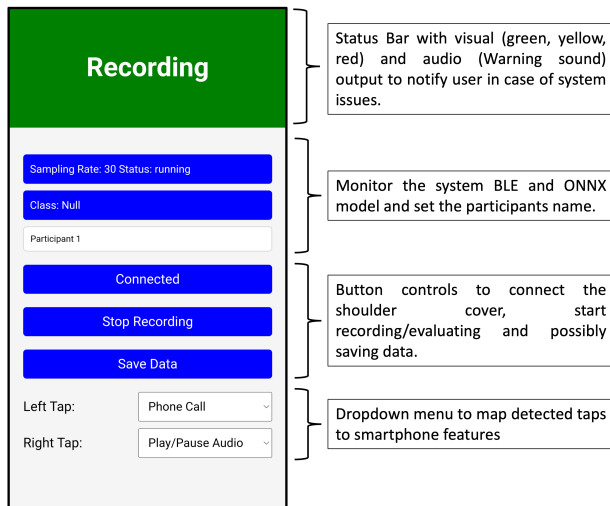 Recording
Sampling Rate: 30 Status: running
Class: Null
Participant 1
Connected
Stop Recording
Save Data
Left Tap:
Phone Call
Right Tap:
Play/Pause Audio
Status Bar with visual (green, yellow,
red) and audio (Warning sound)
output to notify user in case of system
issues.
Monitor the system BLE and ONNX
model and set the participants name.
Button controls to connect the
shoulder cover, start
recording/evaluating and possibly
saving data.
Dropdown menu to map detected taps
to smartphone features